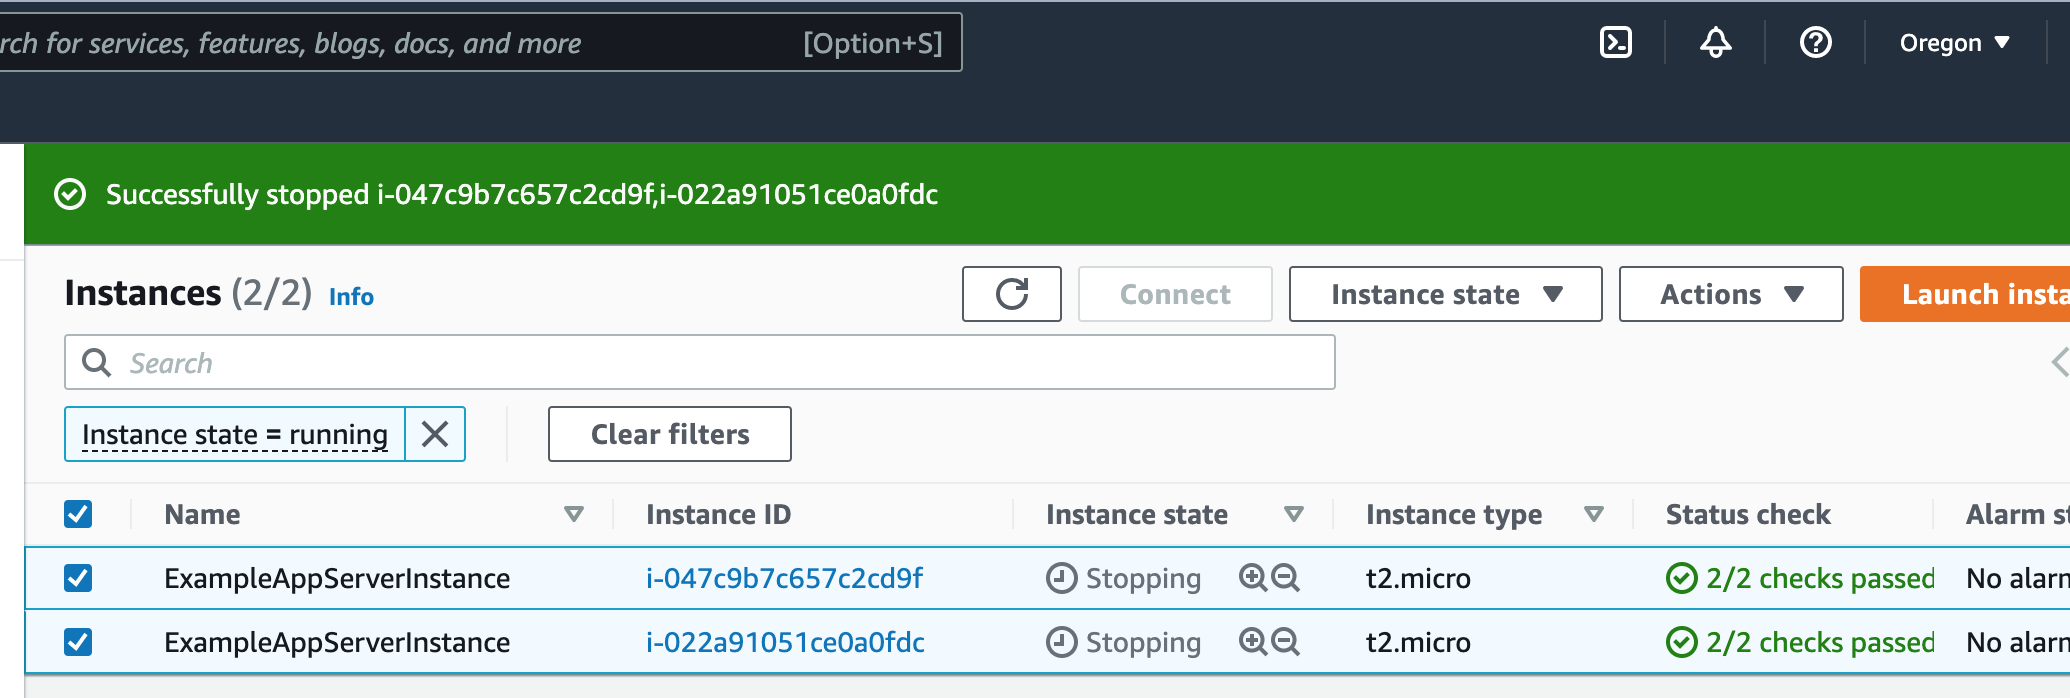 rch for services, features, blogs, docs, and more [Option+S] Oregon
Successfully stopped i-047c9b7c657c2cd9f,i-022a91051ce0a0fdc
Instances (2/2) Info Connect Instance state Actions Launch insta
Search
Instance state = running Clear filters
Name Instance ID Instance state Instance type Status check Alarm st
ExampleAppServerInstance i-047c9b7c657c2cd9f Stopping t2.micro 2/2 checks passed No alarm
ExampleAppServerInstance i-022a91051ce0a0fdc Stopping t2.micro 2/2 checks passed No alarm